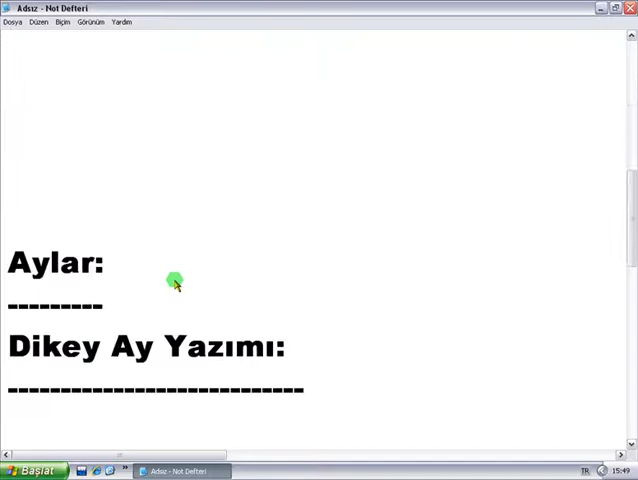 Adsız - Not Defteri
Dosya Düzen Biçim Görünüm Yardım
Aylar:
---------
Dikey Ay Yazımı:
----------------------------
Başlat
»
Adsız - Not Defteri
TR
15:49